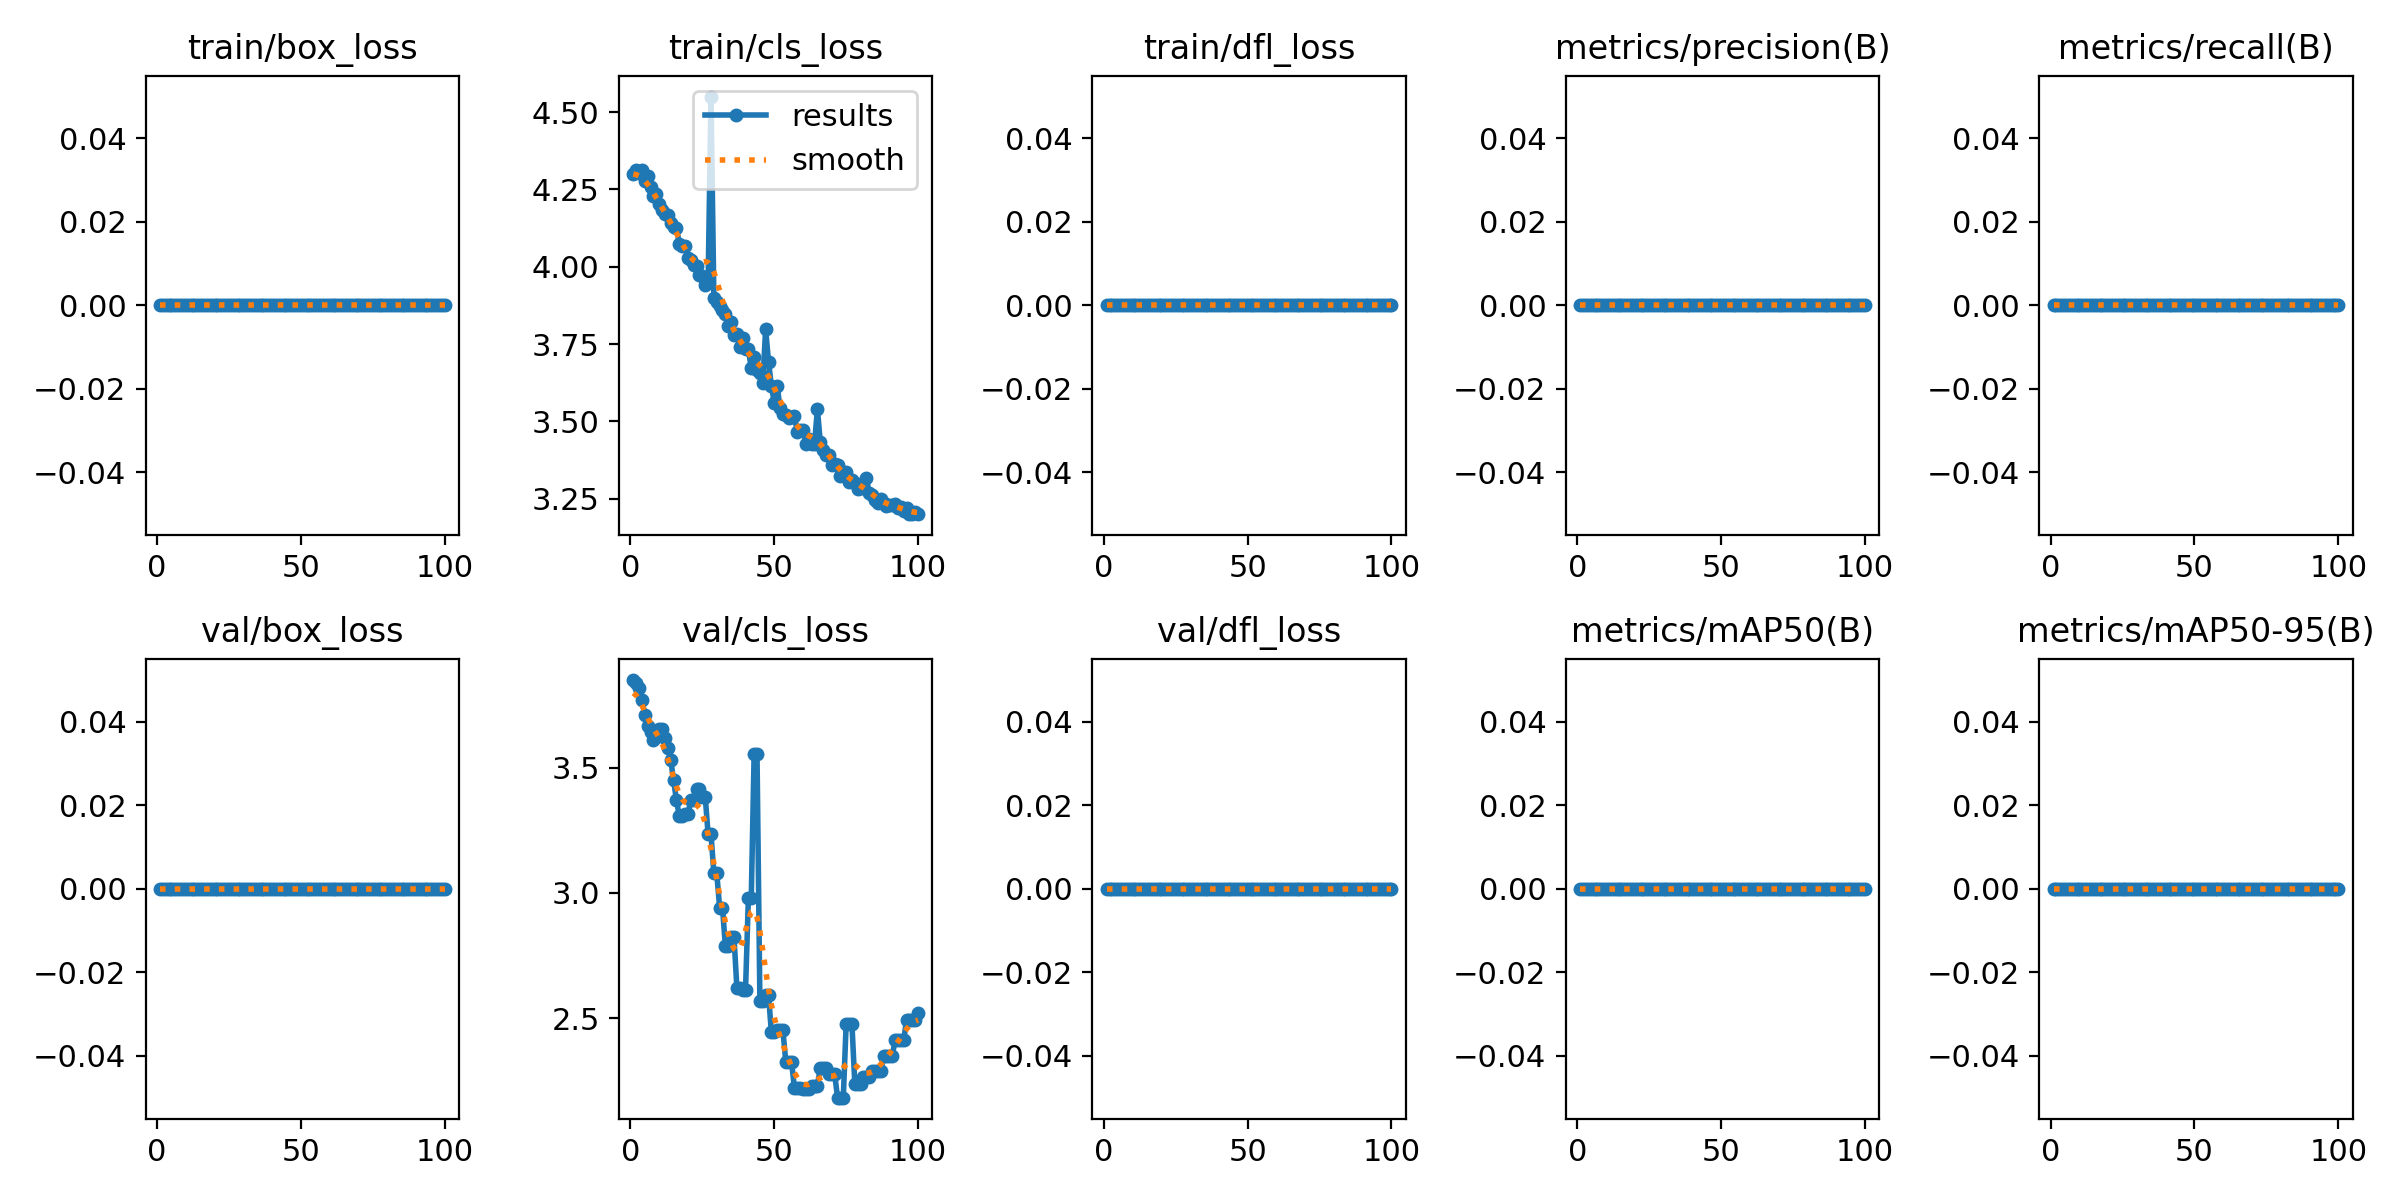 train/box_loss
train/cls_loss
train/dfl_loss
metrics/precision(B)
metrics/recall(B)
0.04
0.02
0.00
−0.02
−0.04
0 50 100
4.50
4.25
4.00
3.75
3.50
3.25
results
smooth
0 50 100
0.04
0.02
0.00
−0.02
−0.04
0 50 100
0.04
0.02
0.00
−0.02
−0.04
0 50 100
0.04
0.02
0.00
−0.02
−0.04
0 50 100
val/box_loss
val/cls_loss
val/dfl_loss
metrics/mAP50(B)
metrics/mAP50-95(B)
0.04
0.02
0.00
−0.02
−0.04
0 50 100
3.5
3.0
2.5
0 50 100
0.04
0.02
0.00
−0.02
−0.04
0 50 100
0.04
0.02
0.00
−0.02
−0.04
0 50 100
0.04
0.02
0.00
−0.02
−0.04
0 50 100